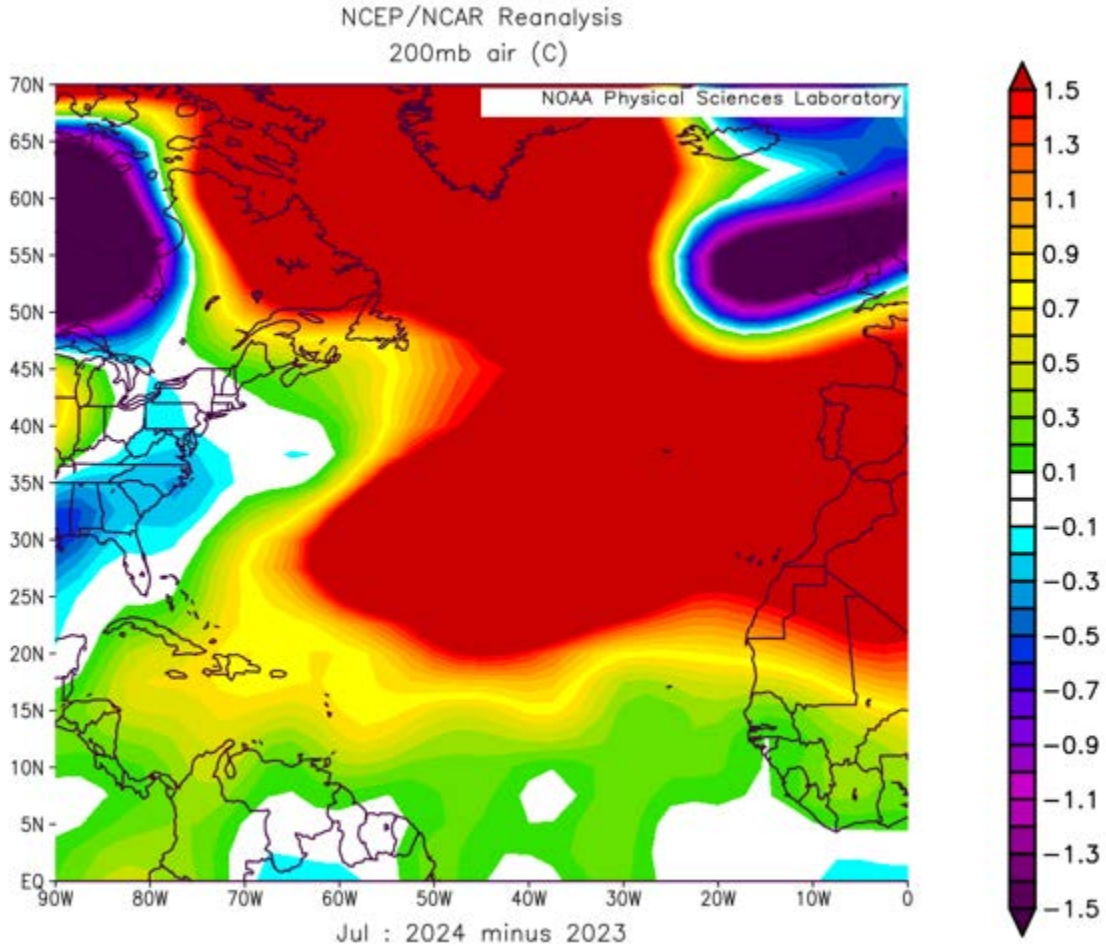 NCEP/NCAR Reanalysis
200mb air (C)
NOAA Physical Sciences Laboratory
70N
65N
60N
55N
50N
45N
40N
35N
30N
25N
20N
15N
10N
5N
EQ
90W 80W 70W 60W 50W 40W 30W 20W 10W 0
Jul : 2024 minus 2023
1.5
1.3
1.1
0.9
0.7
0.5
0.3
0.1
−0.1
−0.3
−0.5
−0.7
−0.9
−1.1
−1.3
−1.5